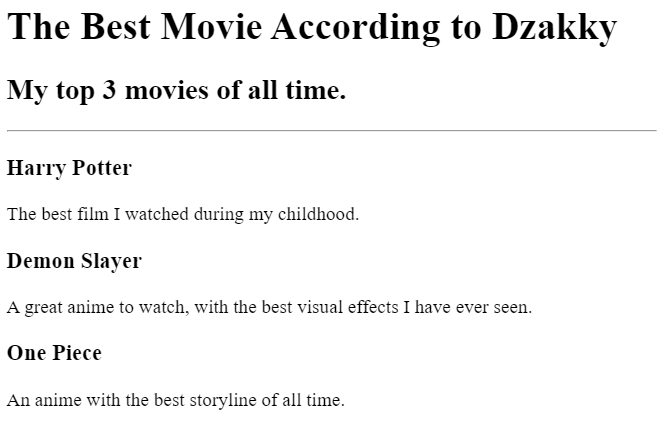 The Best Movie According to Dzakky
My top 3 movies of all time.
Harry Potter
The best film I watched during my childhood.
Demon Slayer
A great anime to watch, with the best visual effects I have ever seen.
One Piece
An anime with the best storyline of all time.